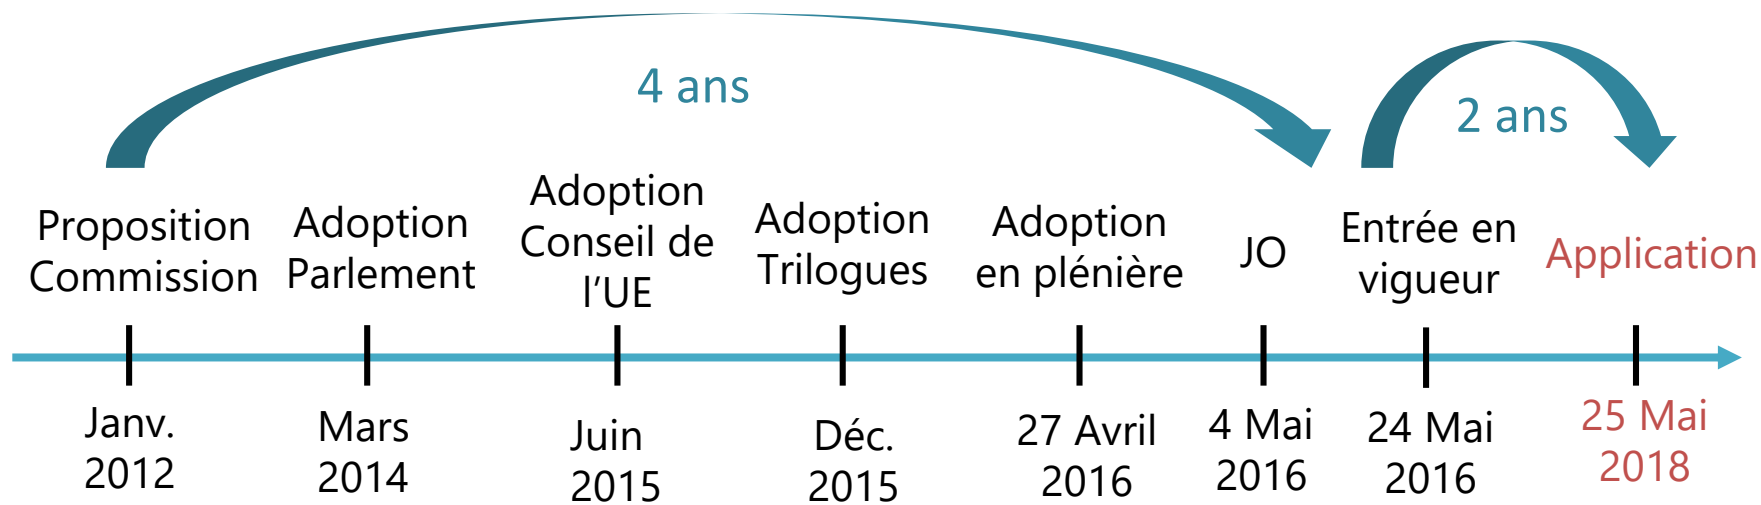 4 ans
2 ans
Proposition
Commission
Adoption
Parlement
Adoption
Conseil de
l’UE
Adoption
Trilogues
Adoption
en plénière
JO
Entrée en
vigueur
Application
Janv.
2012
Mars
2014
Juin
2015
Déc.
2015
27 Avril
2016
4 Mai
2016
24 Mai
2016
25 Mai
2018